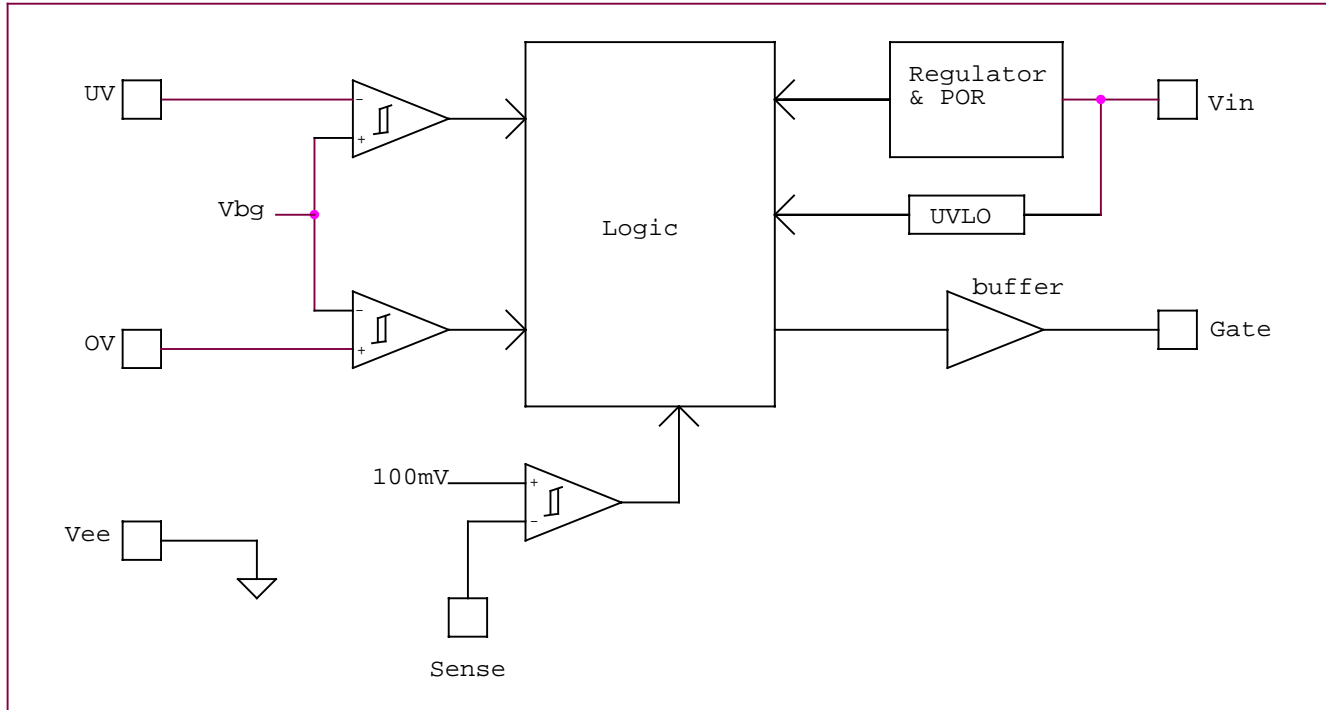 UV
Vbg
OV
Vee
-
+
-
+
Logic
Regulator
& POR
Vin
UVLO
buffer
Gate
100mV
+
-
Sense